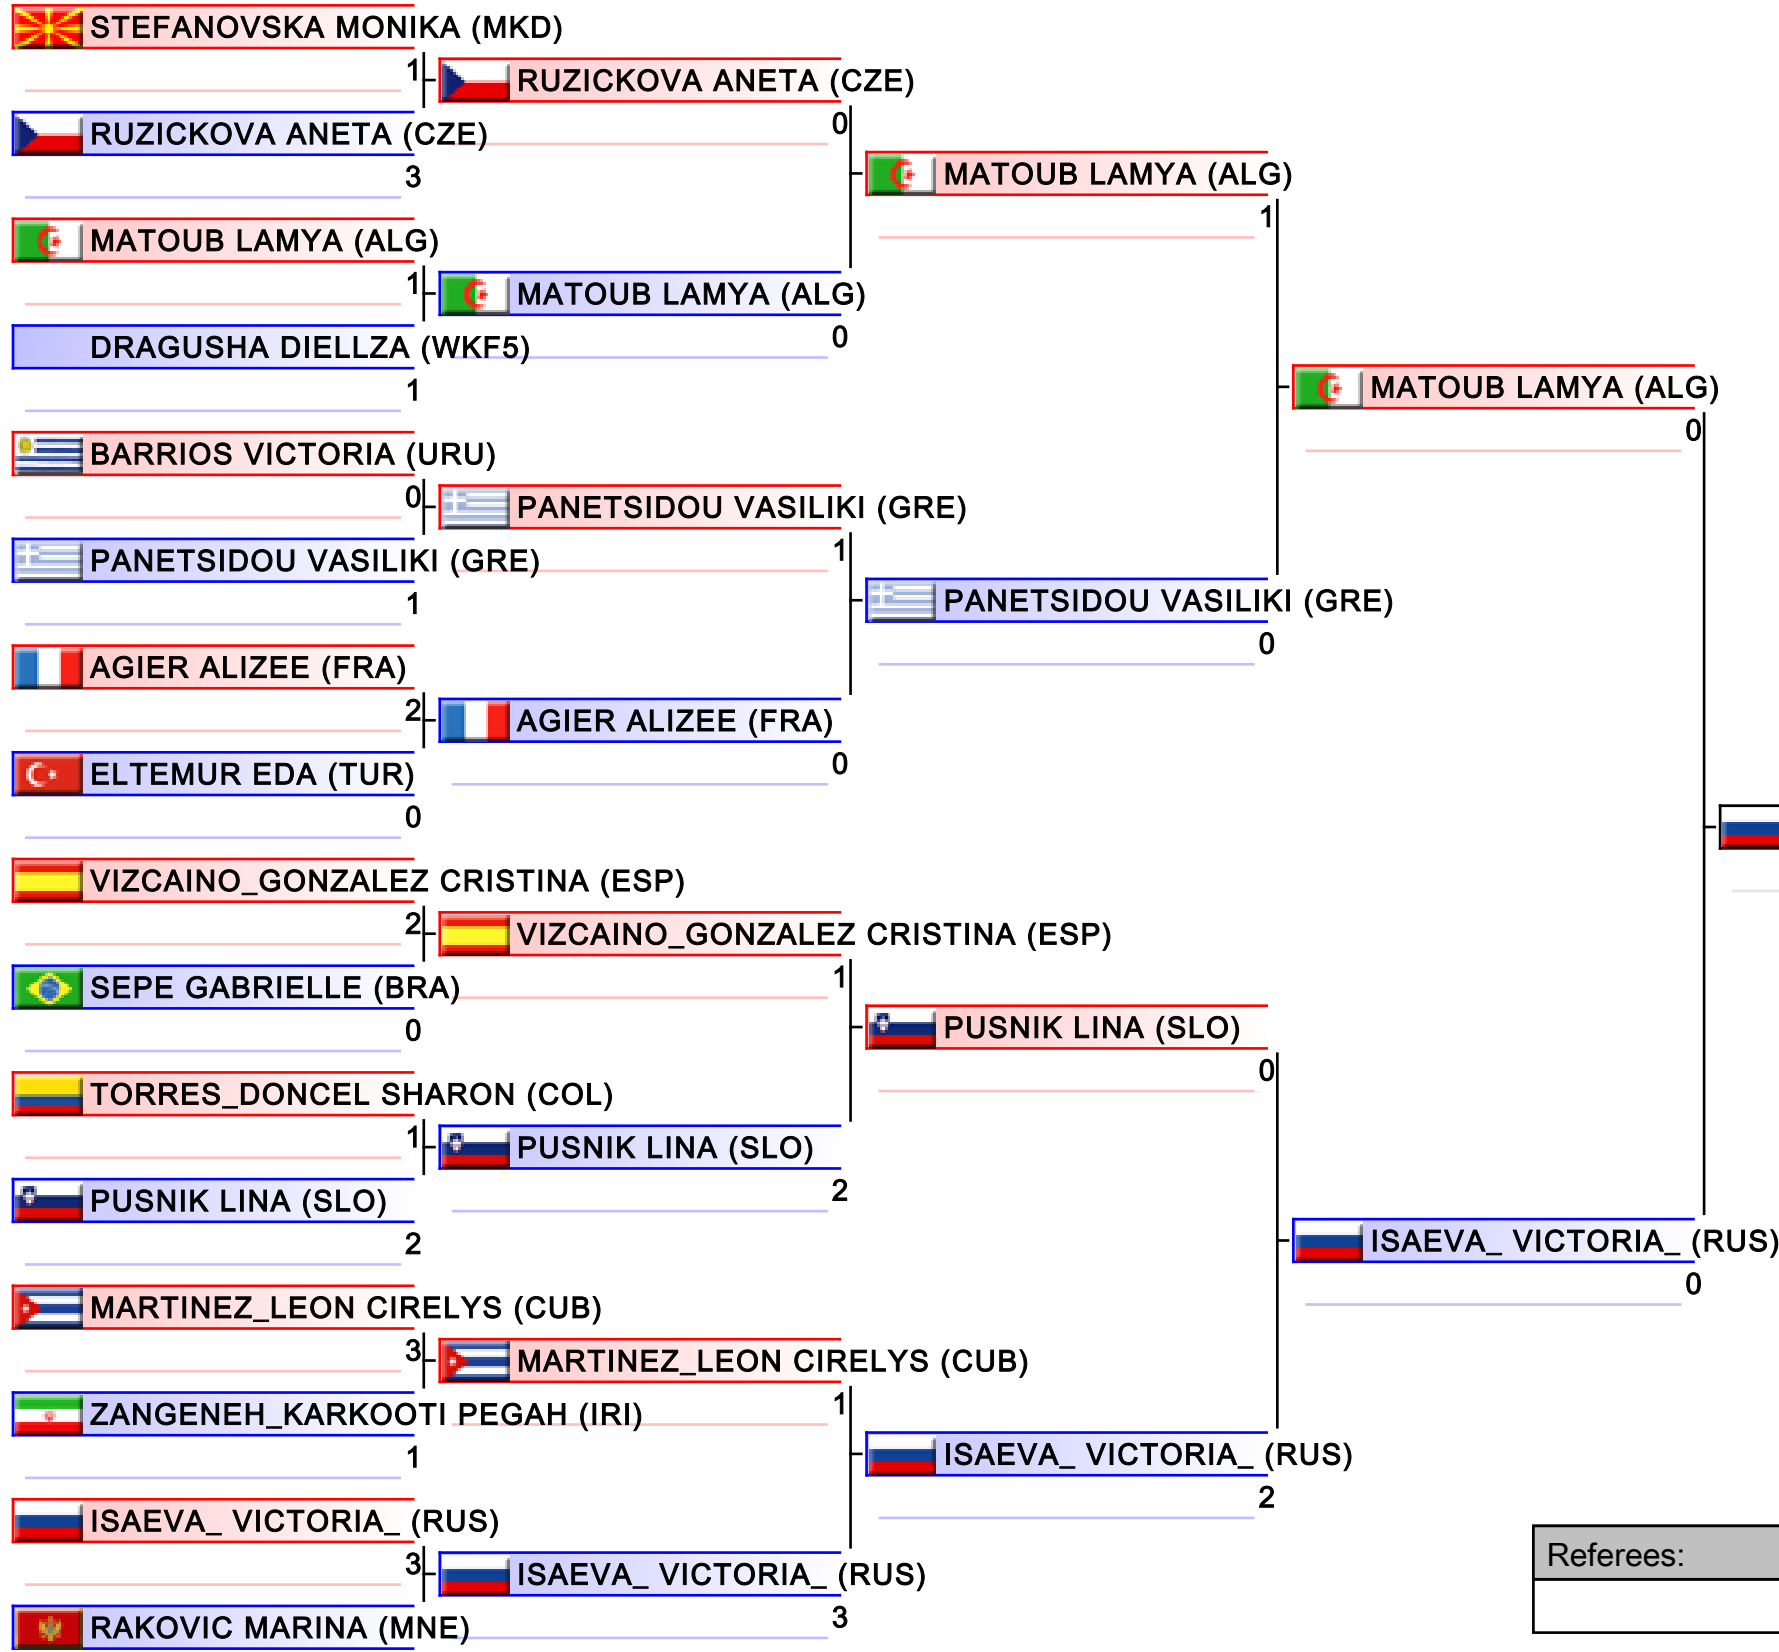 STEFANOVSKA MONIKA (MKD)
1
RUZICKOVA ANETA (CZE)
3
MATOUB LAMYA (ALG)
1
DRAGUSHA DIELLZA (WKF5)
1
BARRIOS VICTORIA (URU)
0
PANETSIDOU VASILIKI (GRE)
1
AGIER ALIZEE (FRA)
2
ELTEMUR EDA (TUR)
0
VIZCAINO_GONZALEZ CRISTINA (ESP)
2
SEPE GABRIELLE (BRA)
0
TORRES_DONCEL SHARON (COL)
1
PUSNIK LINA (SLO)
2
MARTINEZ_LEON CIRELYS (CUB)
3
ZANGENEH_KARKOOTI PEGAH (IRI)
1
ISAEVA_ VICTORIA_ (RUS)
3
RAKOVIC MARINA (MNE)
RUZICKOVA ANETA (CZE)
0
MATOUB LAMYA (ALG)
0
PANETSIDOU VASILIKI (GRE)
1
AGIER ALIZEE (FRA)
0
VIZCAINO_GONZALEZ CRISTINA (ESP)
1
PUSNIK LINA (SLO)
2
MARTINEZ_LEON CIRELYS (CUB)
1
ISAEVA_ VICTORIA_ (RUS)
3
MATOUB LAMYA (ALG)
1
PANETSIDOU VASILIKI (GRE)
0
PUSNIK LINA (SLO)
0
ISAEVA_ VICTORIA_ (RUS)
2
MATOUB LAMYA (ALG)
0
ISAEVA_ VICTORIA_ (RUS)
0
Referees: